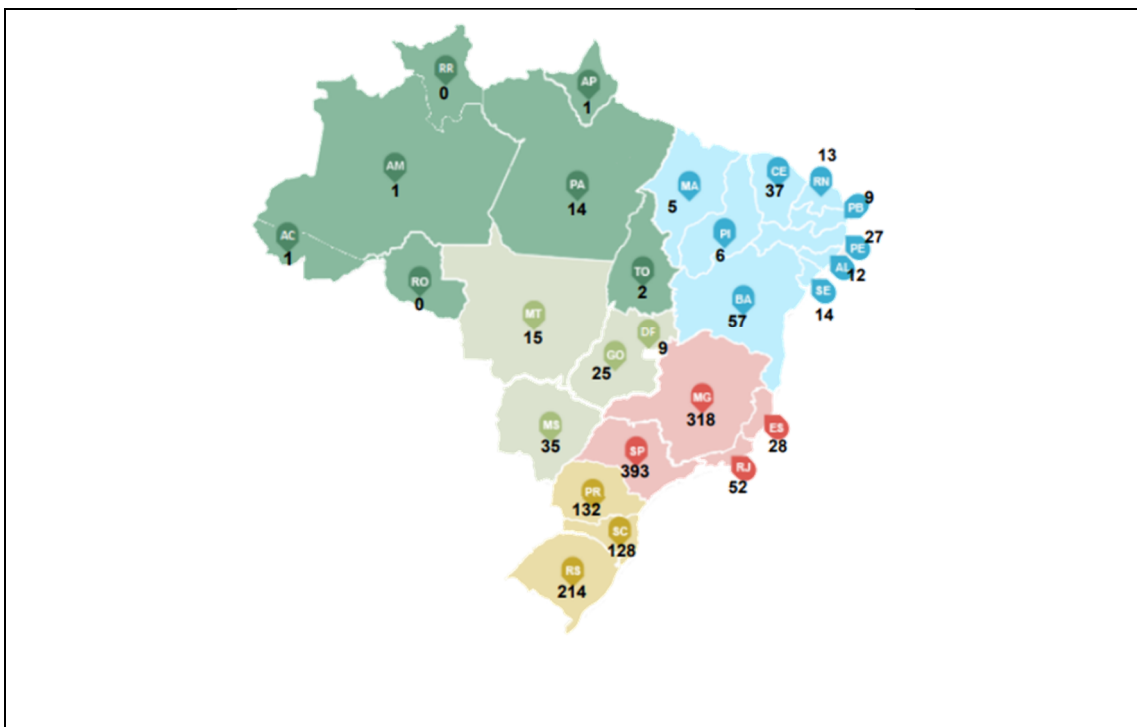 RR
0
AP
1
AM
1
PA
14
MA
5
CE
37
RN
13
PB
9
PI
6
PE
27
AL
12
SE
14
AC
1
RO
0
TO
2
BA
57
MT
15
DF
9
GO
25
MG
318
MS
35
ES
28
SP
393
RJ
52
PR
132
SC
128
RS
214